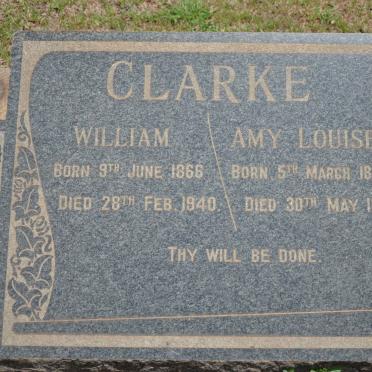 CLARKE
WILLIAM
BORN 9TH JUNE 1866
DIED 28TH FEB. 1940.
AMY LOUISE
BORN 5TH MARCH
DIED 30TH MAY
THY WILL BE DONE